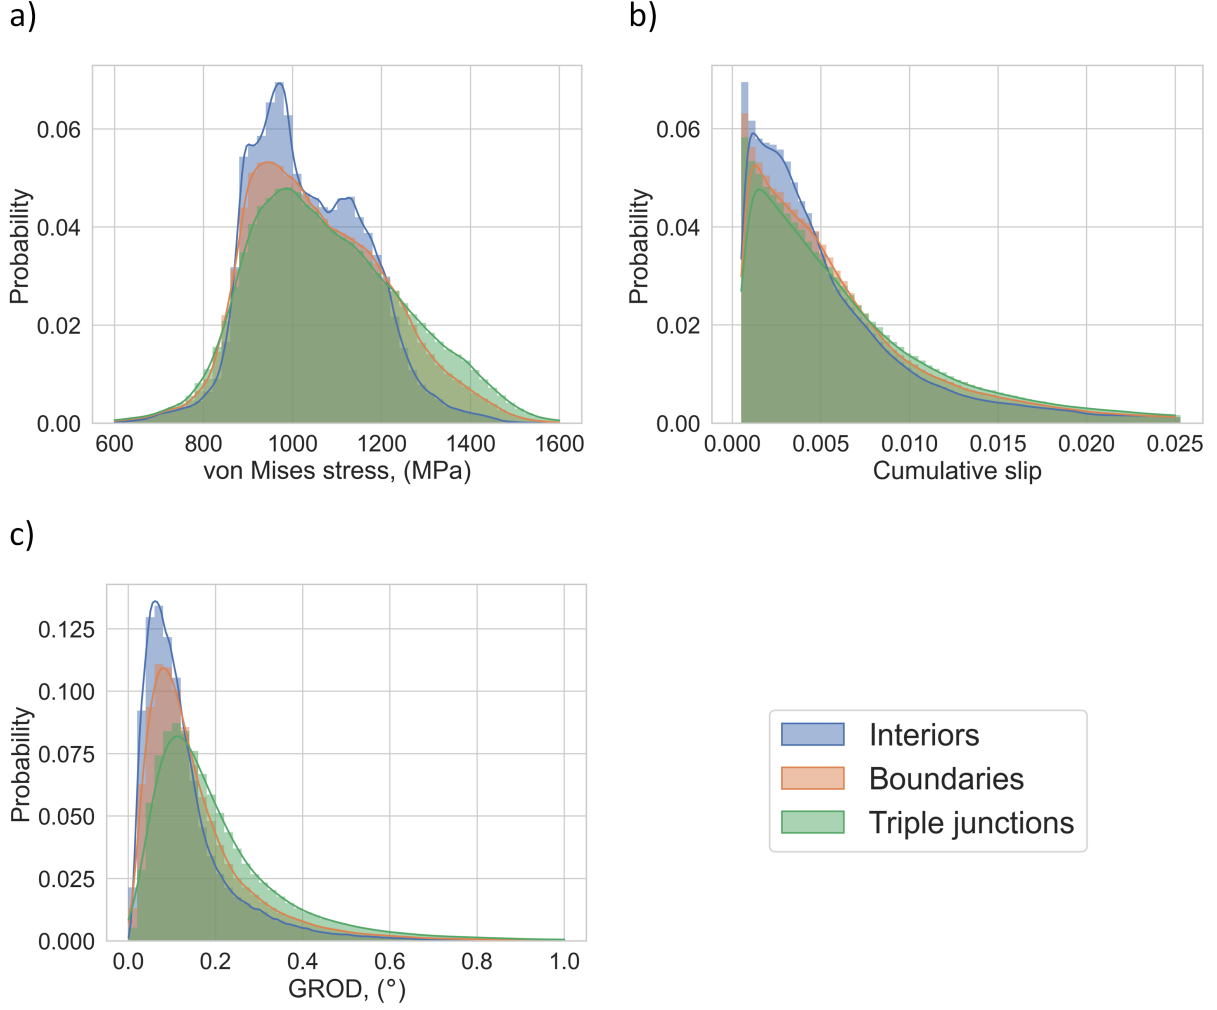 a)
Probability
0.06
0.04
0.02
0.00
600 800 1000 1200 1400 1600
von Mises stress, (MPa)
b)
Probability
0.06
0.04
0.02
0.00
0.000 0.005 0.010 0.015 0.020 0.025
Cumulative slip
c)
Probability
0.125
0.100
0.075
0.050
0.025
0.000
0.0 0.2 0.4 0.6 0.8 1.0
GROD, (°)
Interiors
Boundaries
Triple junctions